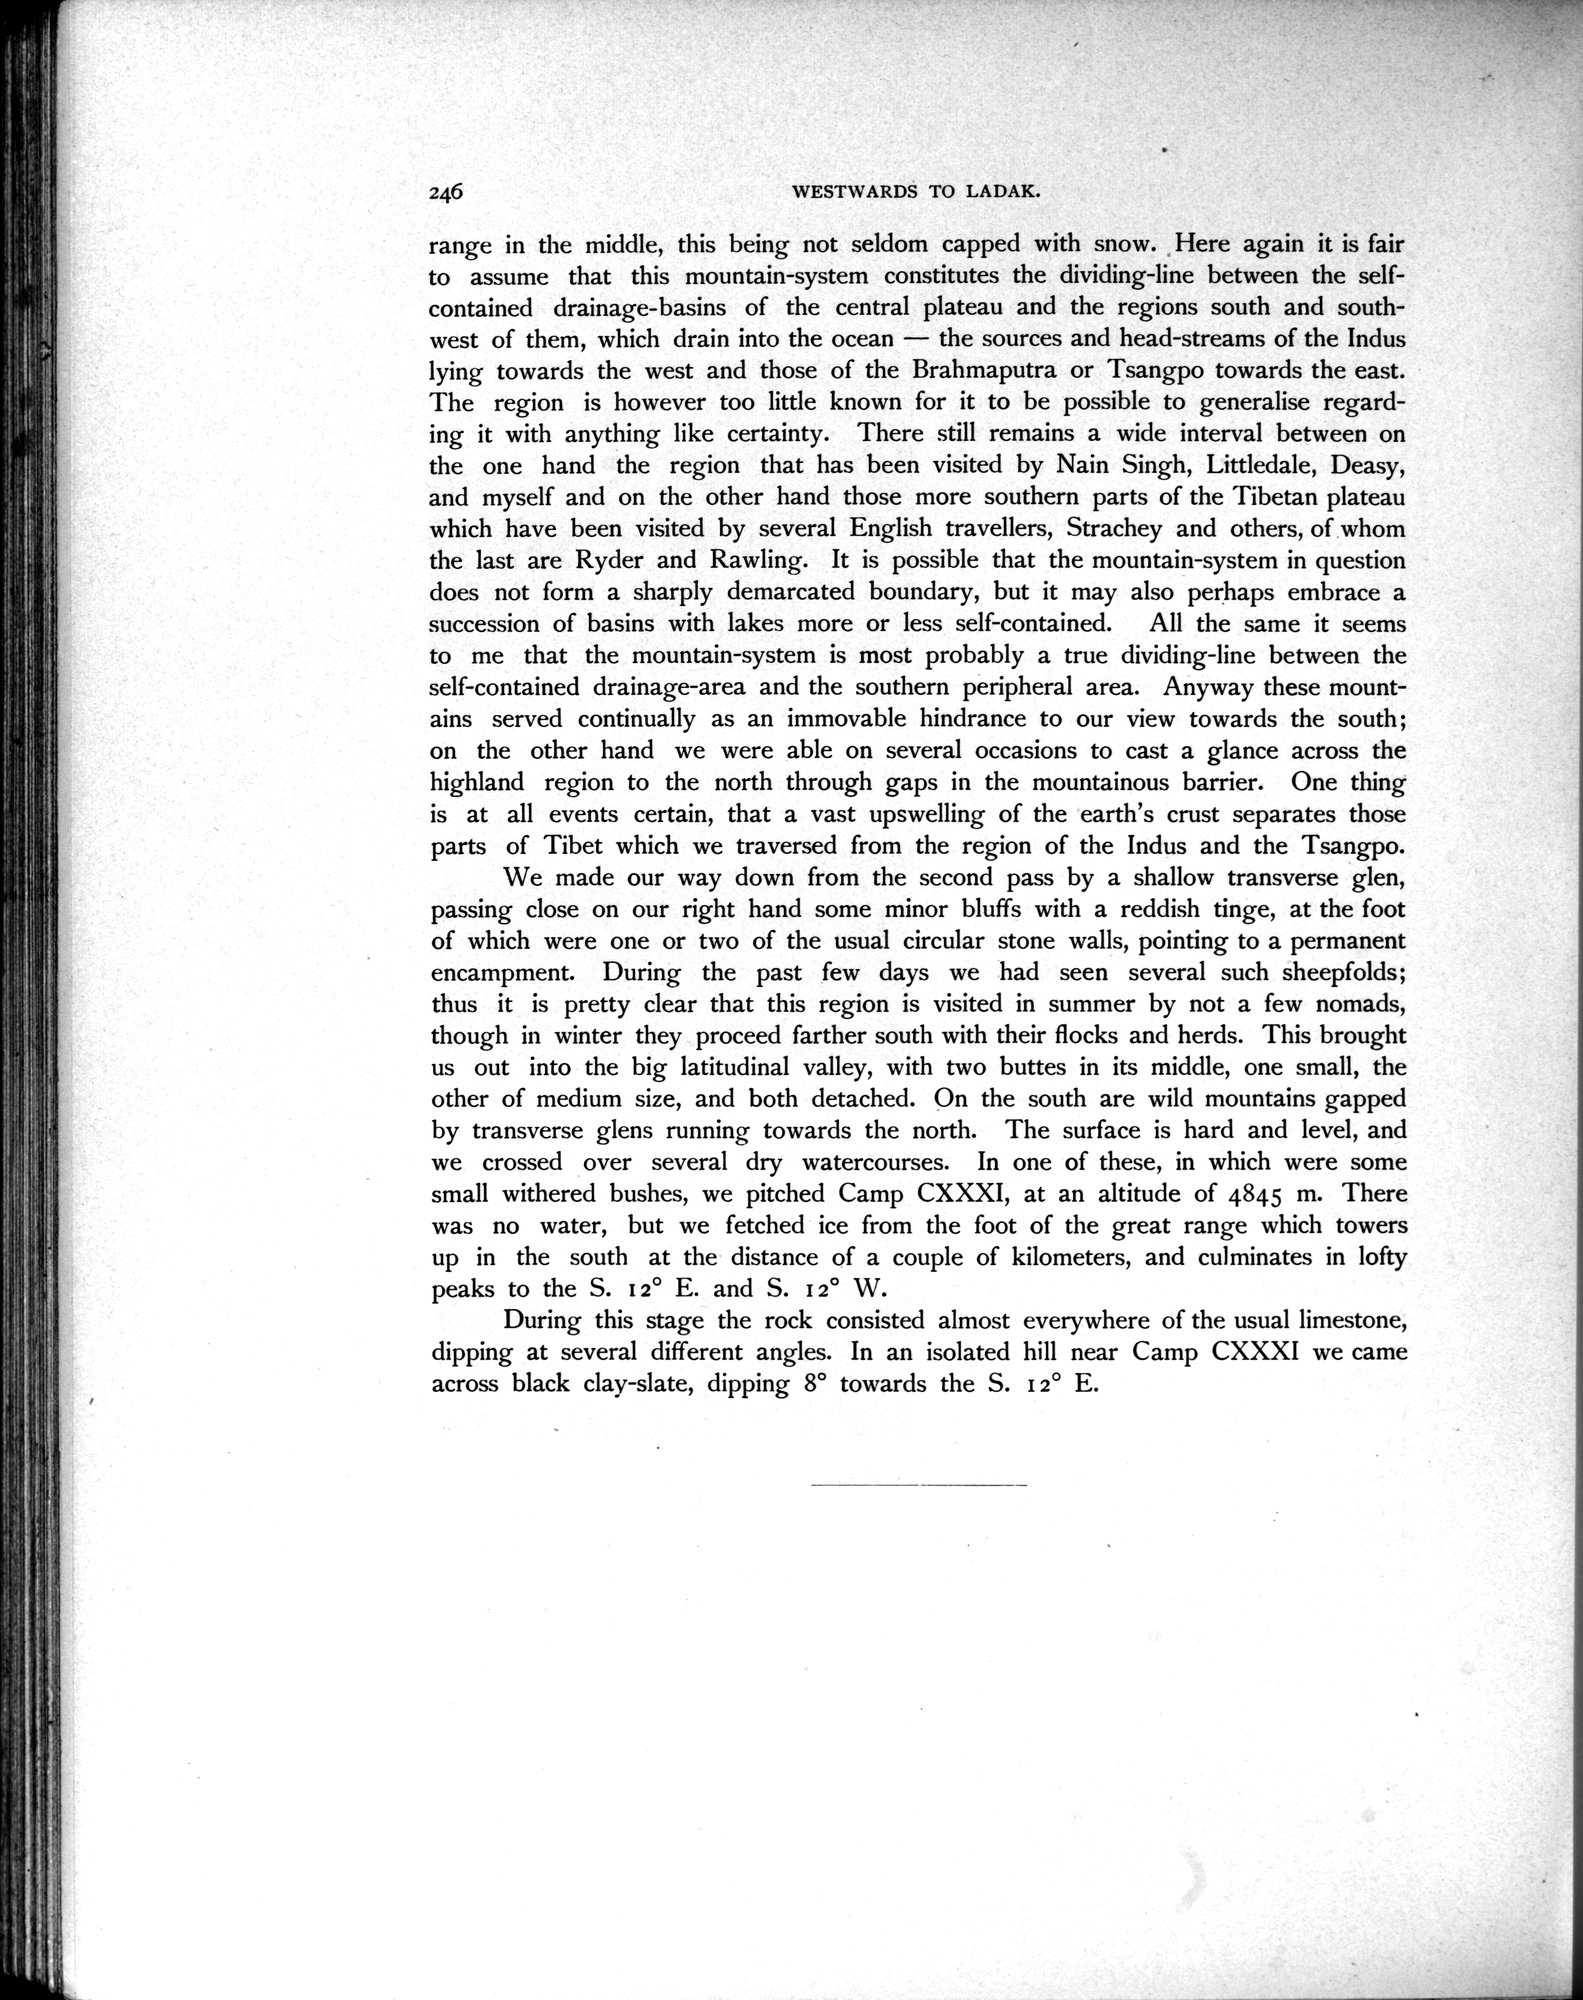 246 WESTWARDS TO LADAK.
range in the middle, this being not seldom capped with snow. Here again it is fair
to assume that this mountain-system constitutes the dividing-line between the self-
contained drainage-basins of the central plateau and the regions south and south-
west of them, which drain into the ocean — the sources and head-streams of the Indus
lying towards the west and those of the Brahmaputra or Tsangpo towards the east.
The region is however too little known for it to be possible to generalise regard-
ing it with anything like certainty. There still remains a wide interval between on
the one hand the region that has been visited by Nain Singh, Littledale, Deasy,
and myself and on the other hand those more southern parts of the Tibetan plateau
which have been visited by several English travellers, Strachey and others, of whom
the last are Ryder and Rawling. It is possible that the mountain-system in question
does not form a sharply demarcated boundary, but it may also perhaps embrace a
succession of basins with lakes more or less self-contained. All the same it seems
to me that the mountain-system is most probably a true dividing-line between the
self-contained drainage-area and the southern peripheral area. Anyway these mount-
ains served continually as an immovable hindrance to our view towards the south;
on the other hand we were able on several occasions to cast a glance across the
highland region to the north through gaps in the mountainous barrier. One thing
is at all events certain, that a vast upswelling of the earth's crust separates those
parts of Tibet which we traversed from the region of the Indus and the Tsangpo.
We made our way down from the second pass by a shallow transverse glen,
passing close on our right hand some minor bluffs with a reddish tinge, at the foot
of which were one or two of the usual circular stone walls, pointing to a permanent
encampment. During the past few days we had seen several such sheepfolds;
thus it is pretty clear that this region is visited in summer by not a few nomads,
though in winter they proceed farther south with their flocks and herds. This brought
us out into the big latitudinal valley, with two buttes in its middle, one small, the
other of medium size, and both detached. On the south are wild mountains gapped
by transverse glens running towards the north. The surface is hard and level, and
we crossed over several dry watercourses. In one of these, in which were some
small withered bushes, we pitched Camp CXXXI, at an altitude of 4845 m. There
was no water, but we fetched ice from the foot of the great range which towers
up in the south at the distance of a couple of kilometers, and culminates in lofty
peaks to the S. 12° E. and S. 12° W.
During this stage the rock consisted almost everywhere of the usual limestone,
dipping at several different angles. In an isolated hill near Camp CXXXI we came
across black clay-slate, dipping 8° towards the S. 12° E.